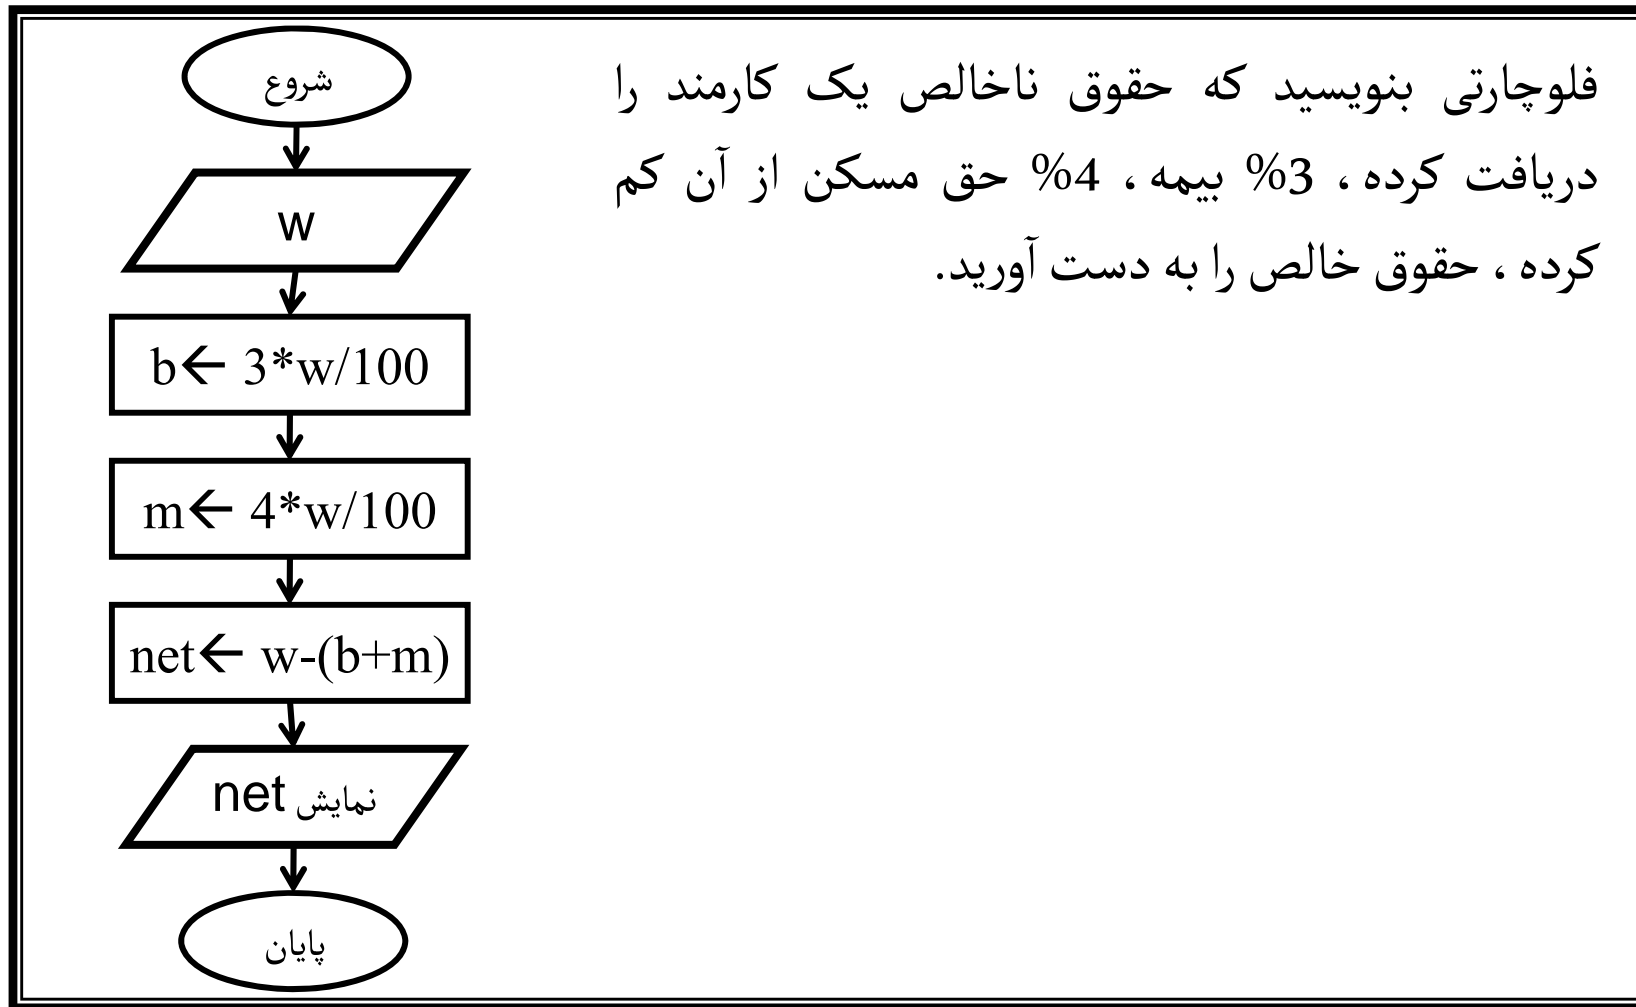 فلوچارتی بنویسید که حقوق ناخالص یک کارمند را
دریافت کرده ، 3% بیمه ، 4% حق مسکن از آن کم
کرده ، حقوق خالص را به دست آورید.
شروع
w
b← 3*w/100
m← 4*w/100
net← w-(b+m)
نمایش net
پایان